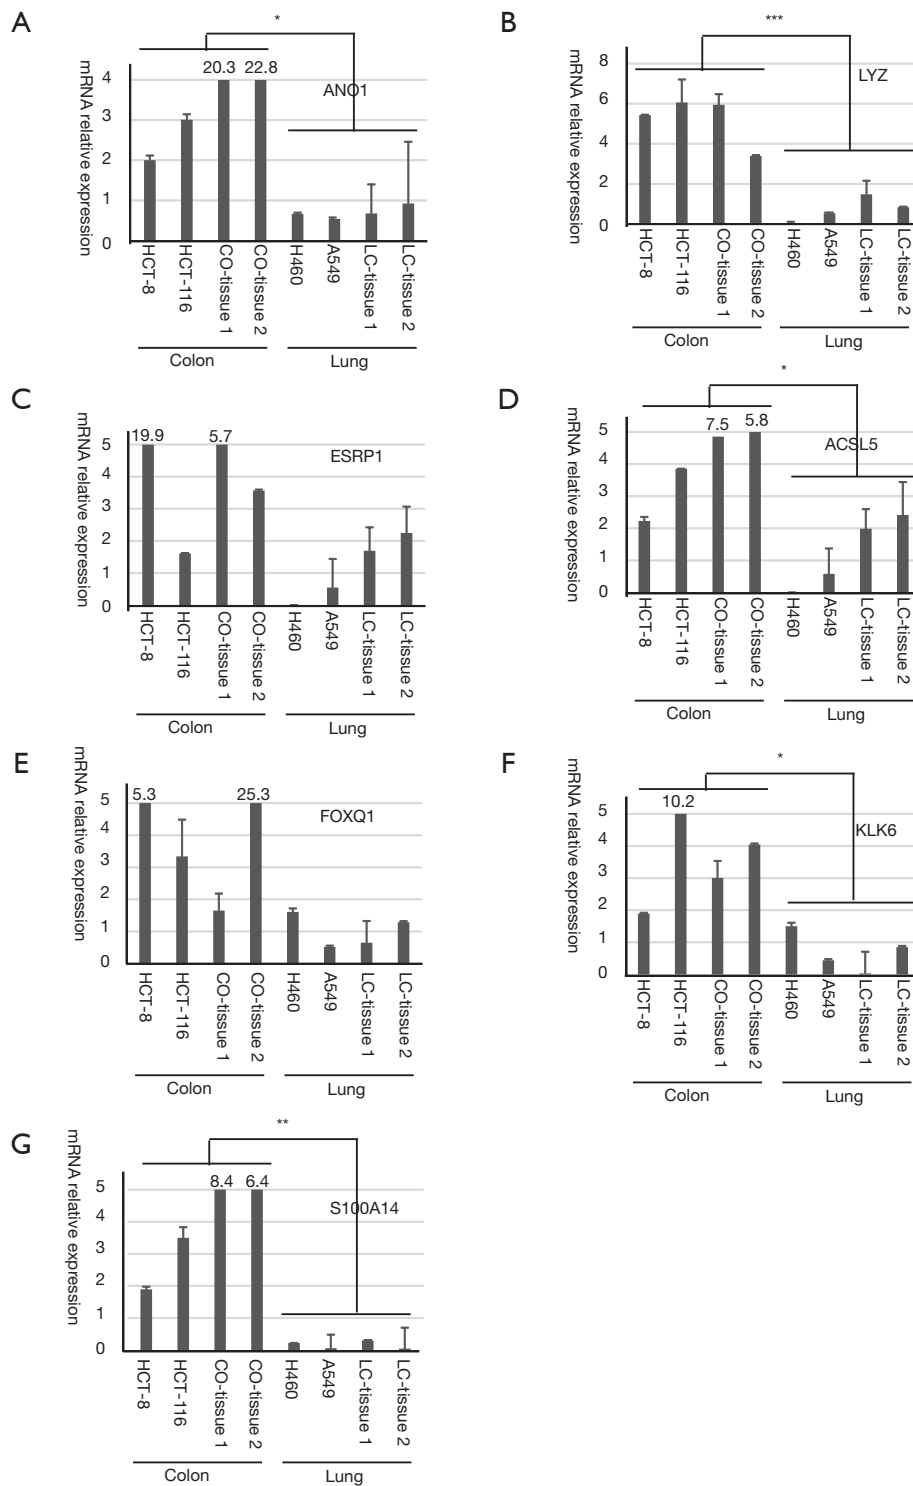 A
*
mRNA relative expression
20.3 22.8
ANO1
4
3
2
1
0
HCT-8
HCT-116
CO-tissue 1
CO-tissue 2
H460
A549
LC-tissue 1
LC-tissue 2
Colon
Lung
B
***
mRNA relative expression
LYZ
8
6
4
2
0
HCT-8
HCT-116
CO-tissue 1
CO-tissue 2
H460
A549
LC-tissue 1
LC-tissue 2
Colon
Lung
C
mRNA relative expression
19.9 5.7
ESRP1
5
4
3
2
1
0
HCT-8
HCT-116
CO-tissue 1
CO-tissue 2
H460
A549
LC-tissue 1
LC-tissue 2
Colon
Lung
D
*
mRNA relative expression
7.5 5.8
ACSL5
5
4
3
2
1
0
HCT-8
HCT-116
CO-tissue 1
CO-tissue 2
H460
A549
LC-tissue 1
LC-tissue 2
Colon
Lung
E
mRNA relative expression
5.3 25.3
FOXQ1
5
4
3
2
1
0
HCT-8
HCT-116
CO-tissue 1
CO-tissue 2
H460
A549
LC-tissue 1
LC-tissue 2
Colon
Lung
F
*
mRNA relative expression
10.2
KLK6
5
4
3
2
1
0
HCT-8
HCT-116
CO-tissue 1
CO-tissue 2
H460
A549
LC-tissue 1
LC-tissue 2
Colon
Lung
G
**
mRNA relative expression
8.4 6.4
S100A14
5
4
3
2
1
0
HCT-8
HCT-116
CO-tissue 1
CO-tissue 2
H460
A549
LC-tissue 1
LC-tissue 2
Colon
Lung